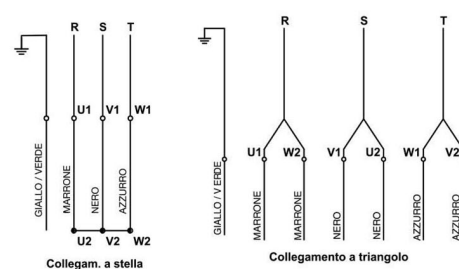 R S T
U1 V1 W1
GIALLO / VERDE
MARRONE
NERO
AZZURRO
U2 V2 W2
Collegam. a stella
R S T
U1 W2 V1 U2 W1 V2
GIALLO / VERDE
MARRONE
MARRONE
NERO
NERO
AZZURRO
AZZURRO
Collegamento a triangolo